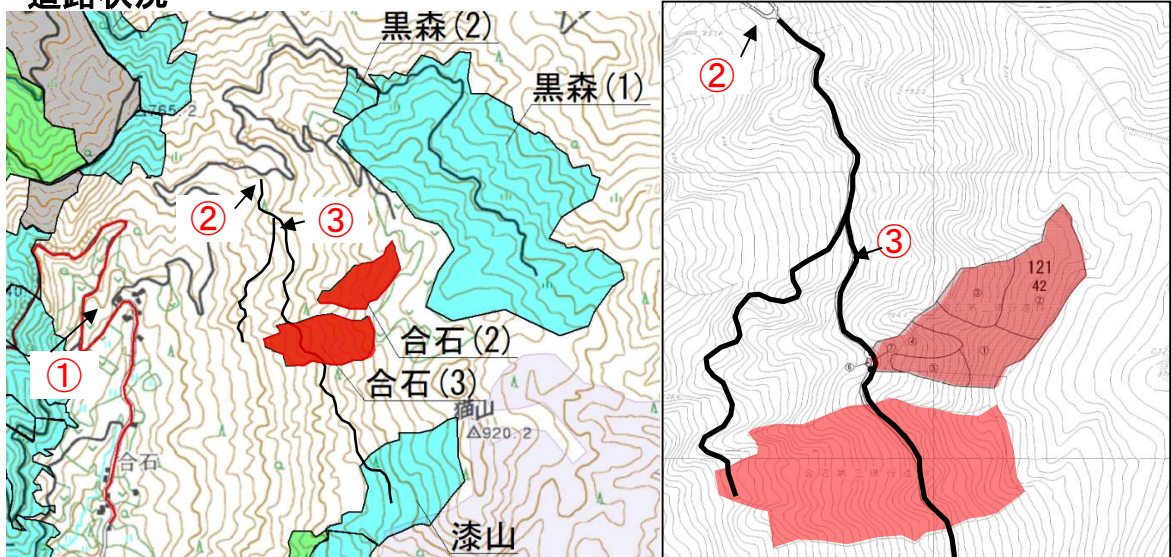 道路状況
黒森(2)
黒森(1)
△765.2
②
③
①
合石(2)
合石(3)
猫山
△920.2
合石
漆山
②
③
121
42
③
②
④
①
⑦
⑤
⑥